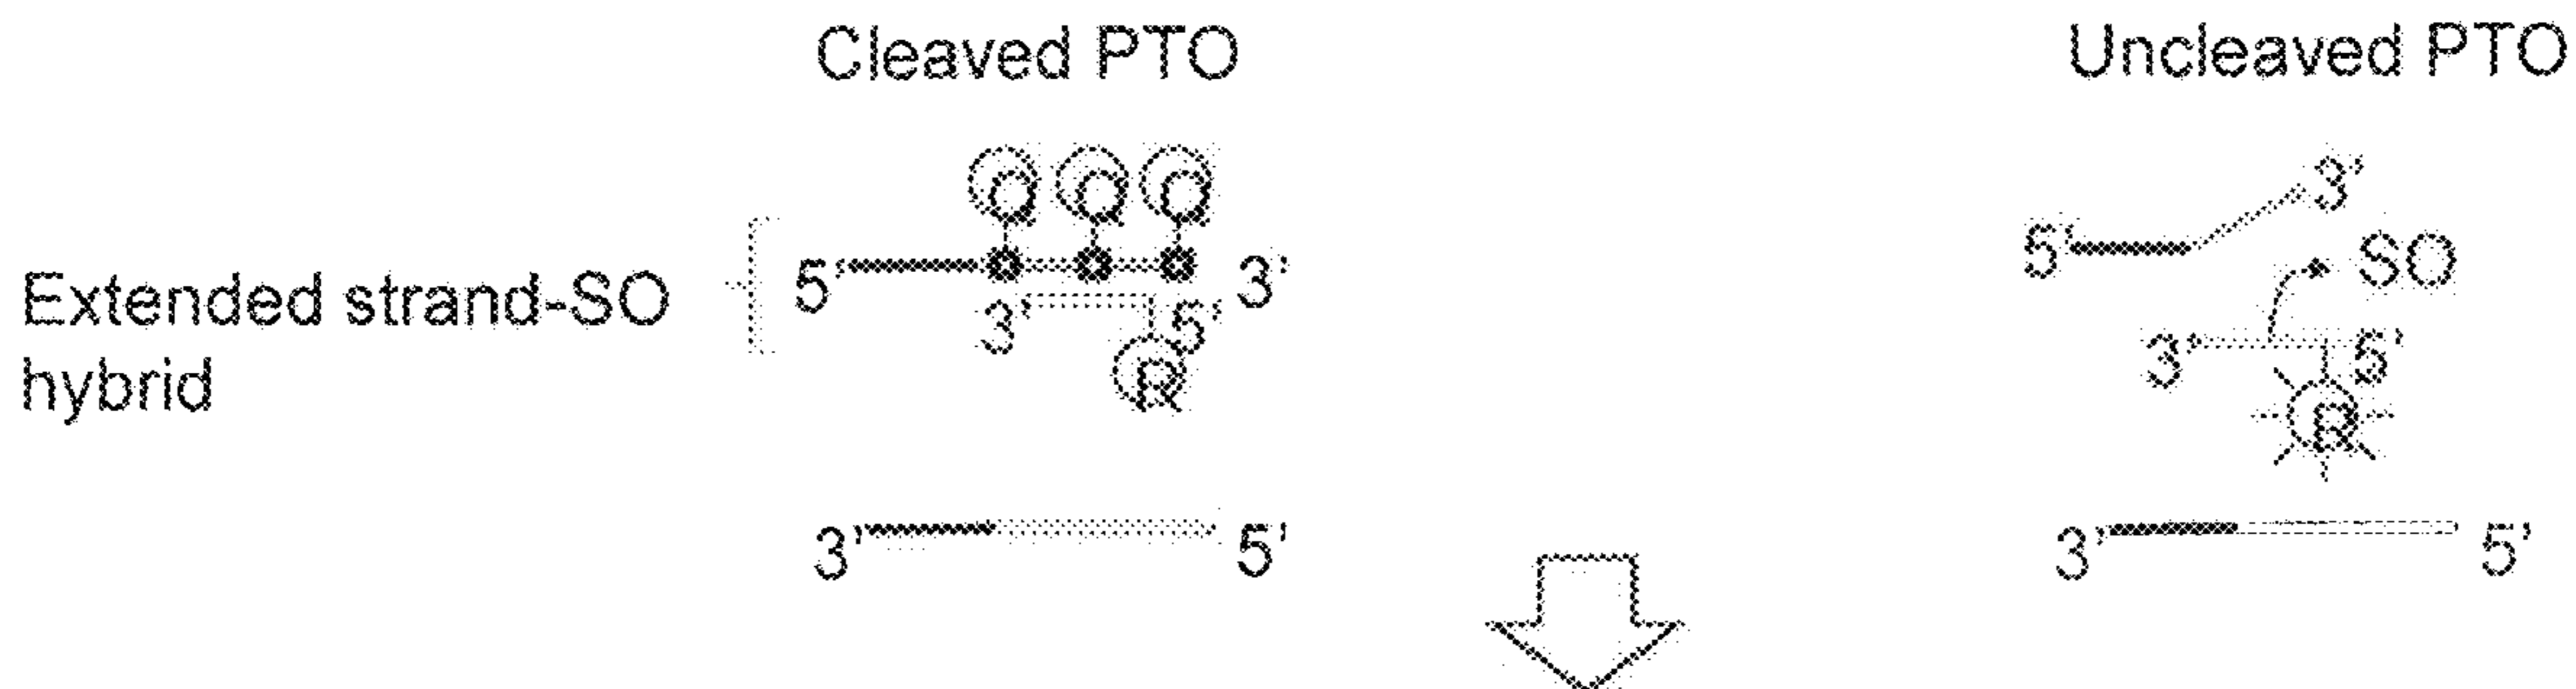 Cleaved PTO
Uncleaved PTO
Q Q Q
3'
5' 3'
5' SO
Extended strand-SO
hybrid
3' 5'
3' 5'
R
R
3' 5'
3' 5'